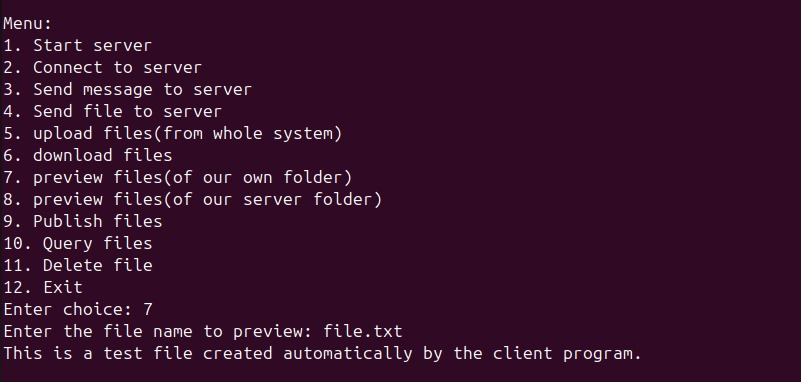 Menu:
1. Start server
2. Connect to server
3. Send message to server
4. Send file to server
5. upload files(from whole system)
6. download files
7. preview files(of our own folder)
8. preview files(of our server folder)
9. Publish files
10. Query files
11. Delete file
12. Exit
Enter choice: 7
Enter the file name to preview: file.txt
This is a test file created automatically by the client program.